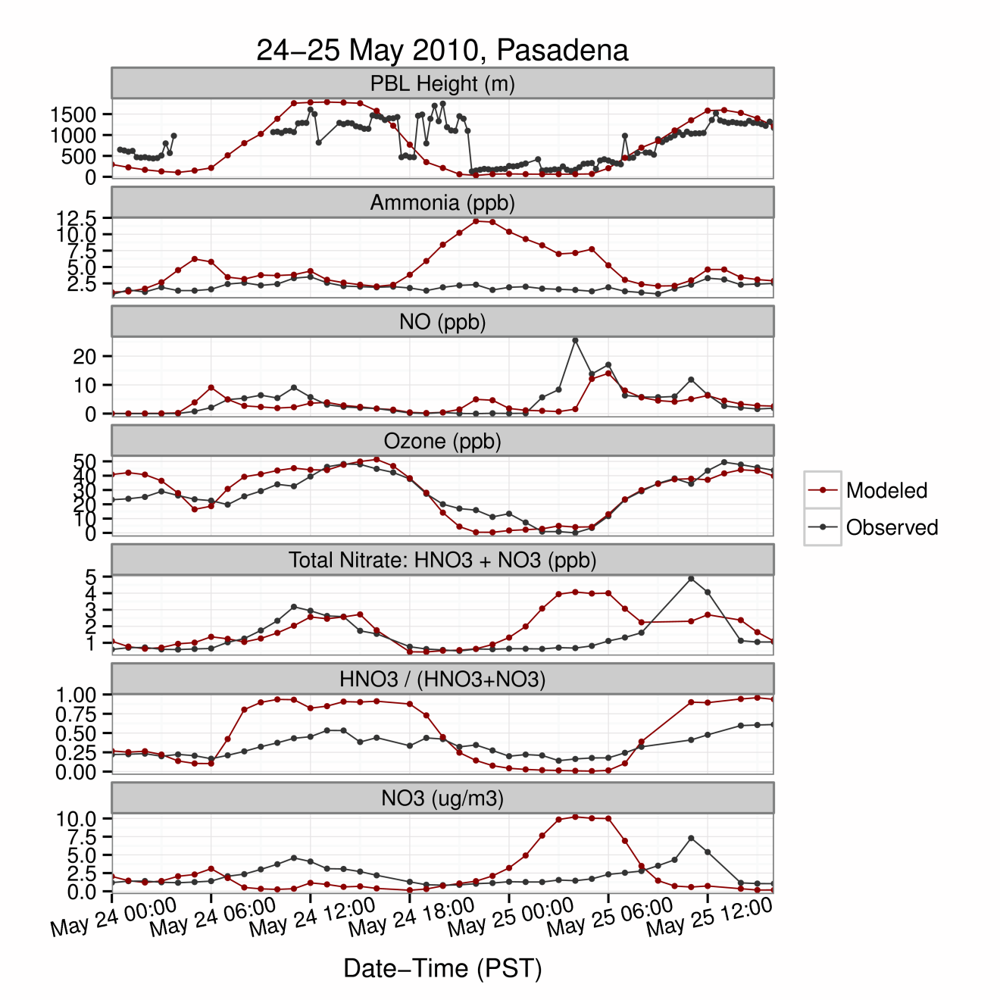 24−25 May 2010, Pasadena
PBL Height (m)
1500
1000
500
0
Ammonia (ppb)
12.5
10.0
7.5
5.0
2.5
NO (ppb)
20
10
0
Ozone (ppb)
50
40
30
20
10
0
Modeled
Observed
Total Nitrate: HNO3 + NO3 (ppb)
5
4
3
2
1
HNO3 / (HNO3+NO3)
1.00
0.75
0.50
0.25
0.00
NO3 (ug/m3)
10.0
7.5
5.0
2.5
0.0
May 24 00:00 May 24 06:00 May 24 12:00 May 24 18:00 May 25 00:00 May 25 06:00 May 25 12:00
Date−Time (PST)